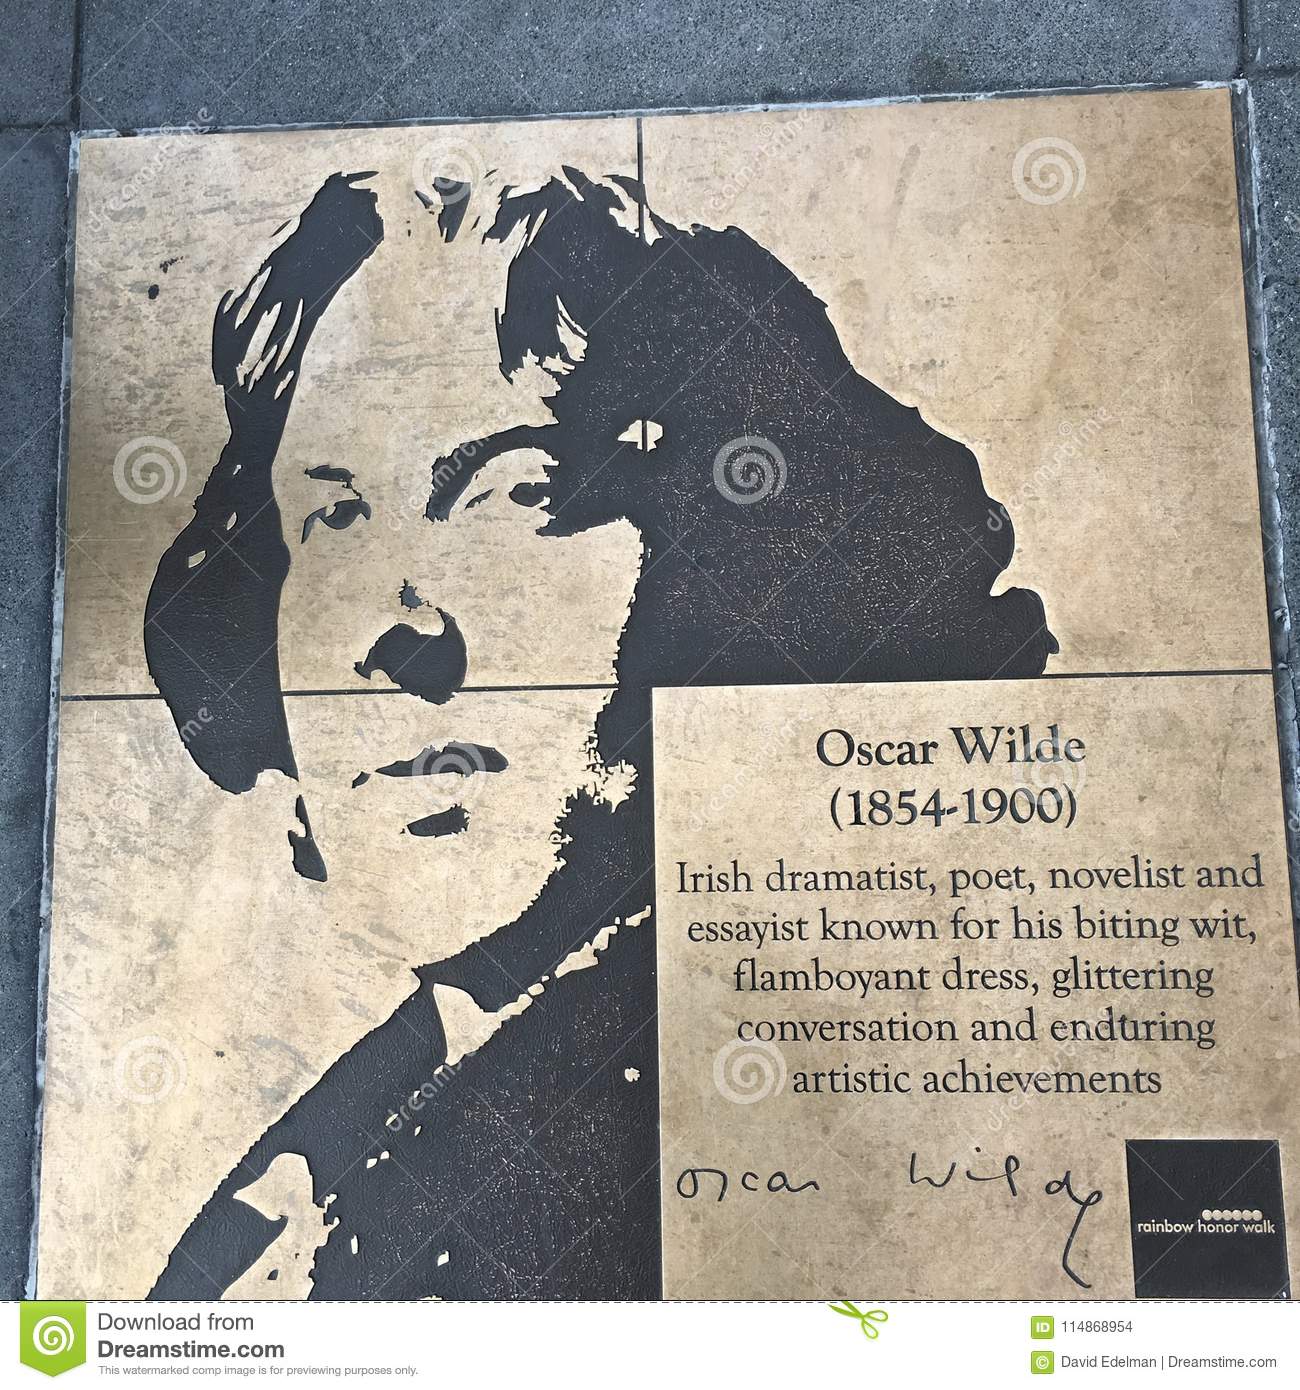 Oscar Wilde
(1854-1900)
Irish dramatist, poet, novelist and
essayist known for his biting wit,
flamboyant dress, glittering
conversation and enduring
artistic achievements
Oscar Wilde
rainbow honor walk
Download from
Dreamstime.com
This watermarked comp image is for previewing purposes only.
ID 114868954
© David Edelman | Dreamstime.com